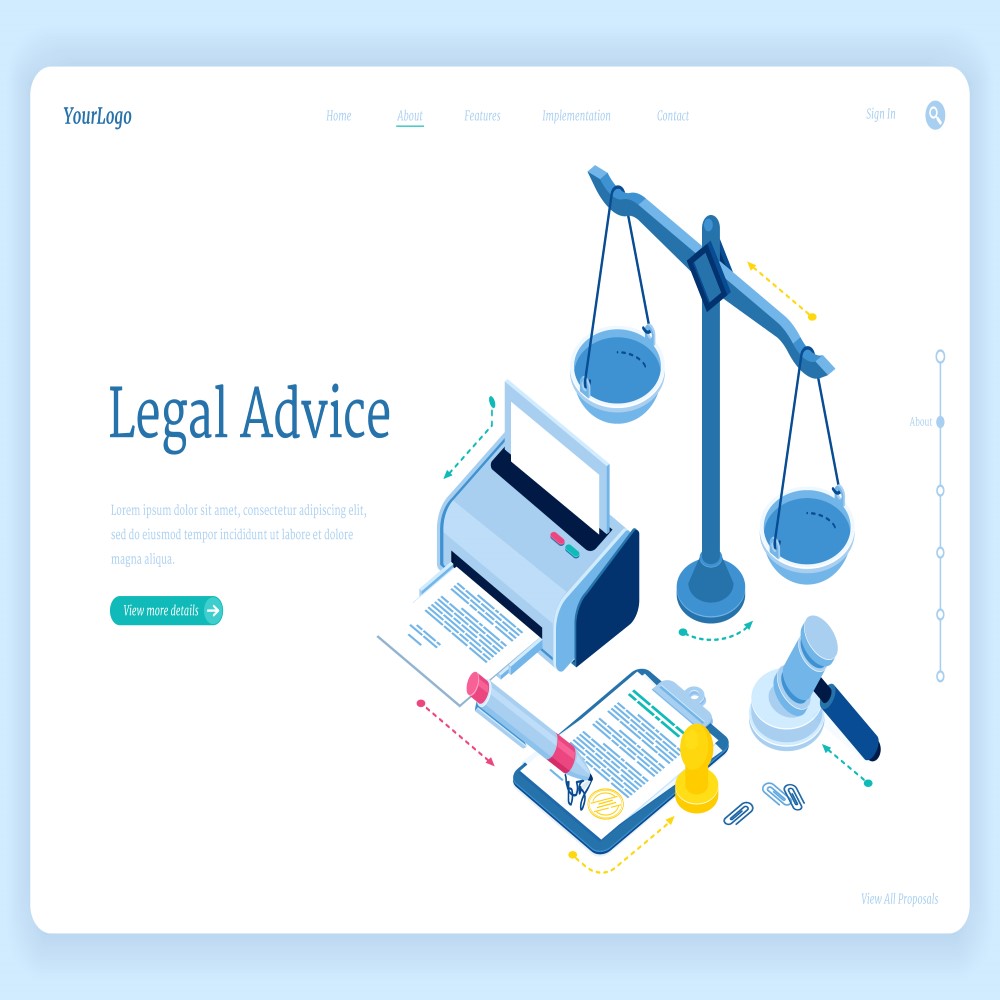 YourLogo
Home About Features Implementation Contact
Sign In
Legal Advice
About
Lorem ipsum dolor sit amet, consectetur adipiscing elit,
sed do eiusmod tempor incididunt ut labore et dolore
magna aliqua.
View more details
View All Proposals